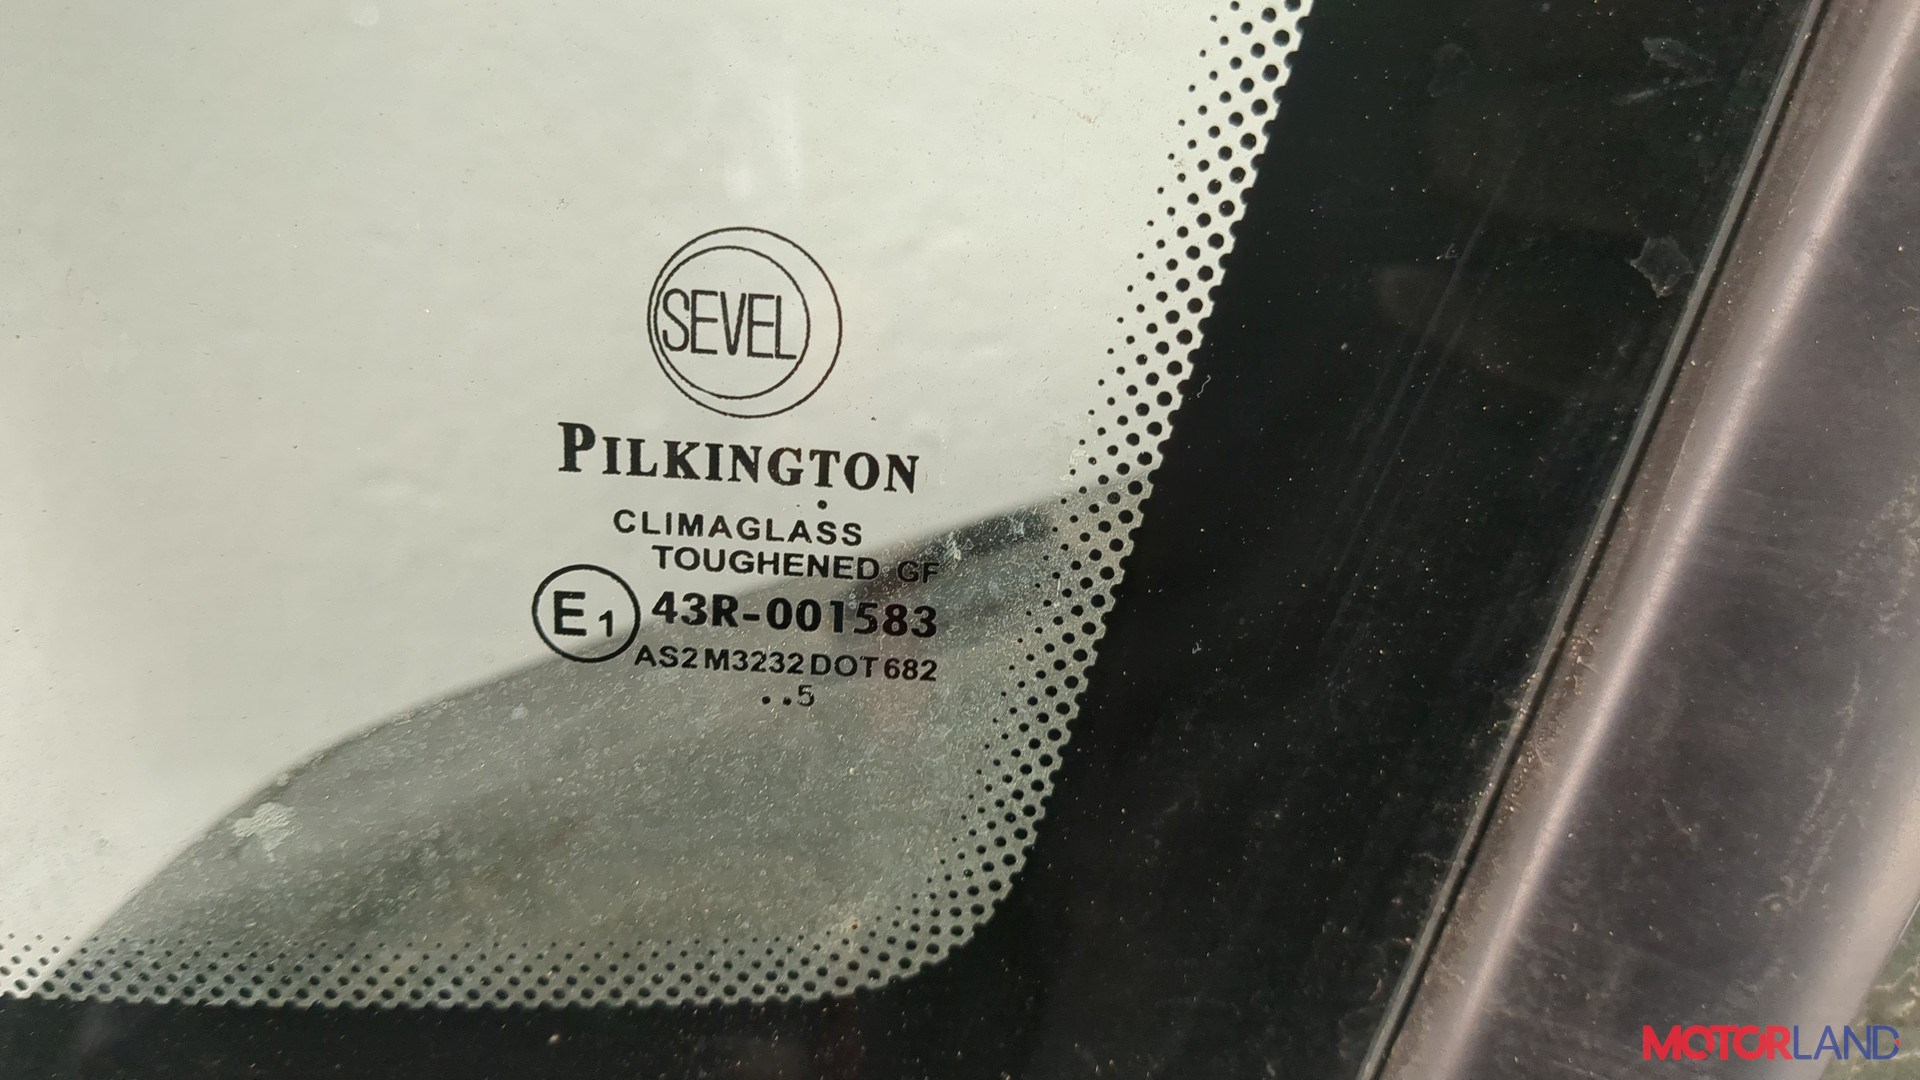 SEVEL
PILKINGTON
CLIMAGLASS
TOUGHENED GF
E1 43R-001583
AS2 M3232 DOT 682
..5
MOTORLAND